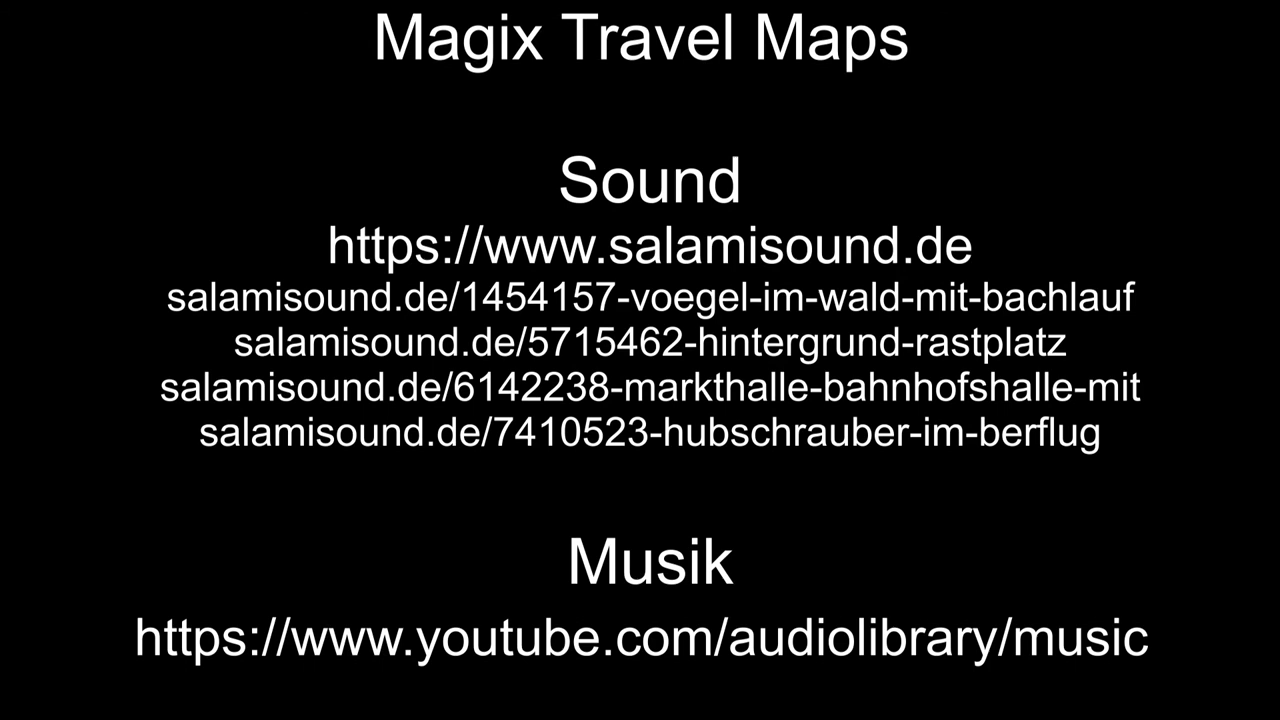 Magix Travel Maps
Sound
https://www.salamisound.de
salamisound.de/1454157-voegel-im-wald-mit-bachlauf
salamisound.de/5715462-hintergrund-rastplatz
salamisound.de/6142238-markthalle-bahnhofshalle-mit
salamisound.de/7410523-hubschrauber-im-berflug
Musik
https://www.youtube.com/audiolibrary/music